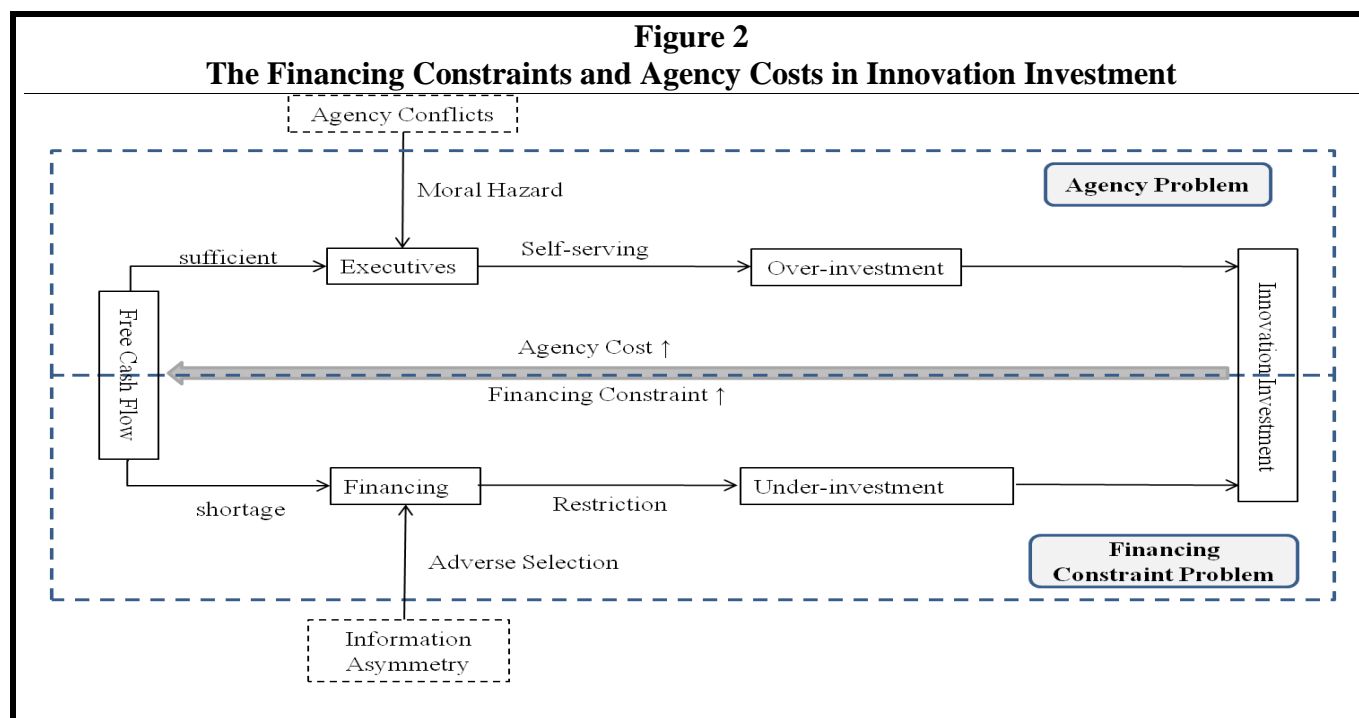 Figure 2
The Financing Constraints and Agency Costs in Innovation Investment
Agency Conflicts
Moral Hazard
Agency Problem
sufficient
Executives
Self-serving
Over-investment
Free Cash Flow
Agency Cost ↑
Financing Constraint ↑
Innovation Investment
shortage
Financing
Restriction
Under-investment
Adverse Selection
Financing
Constraint Problem
Information
Asymmetry